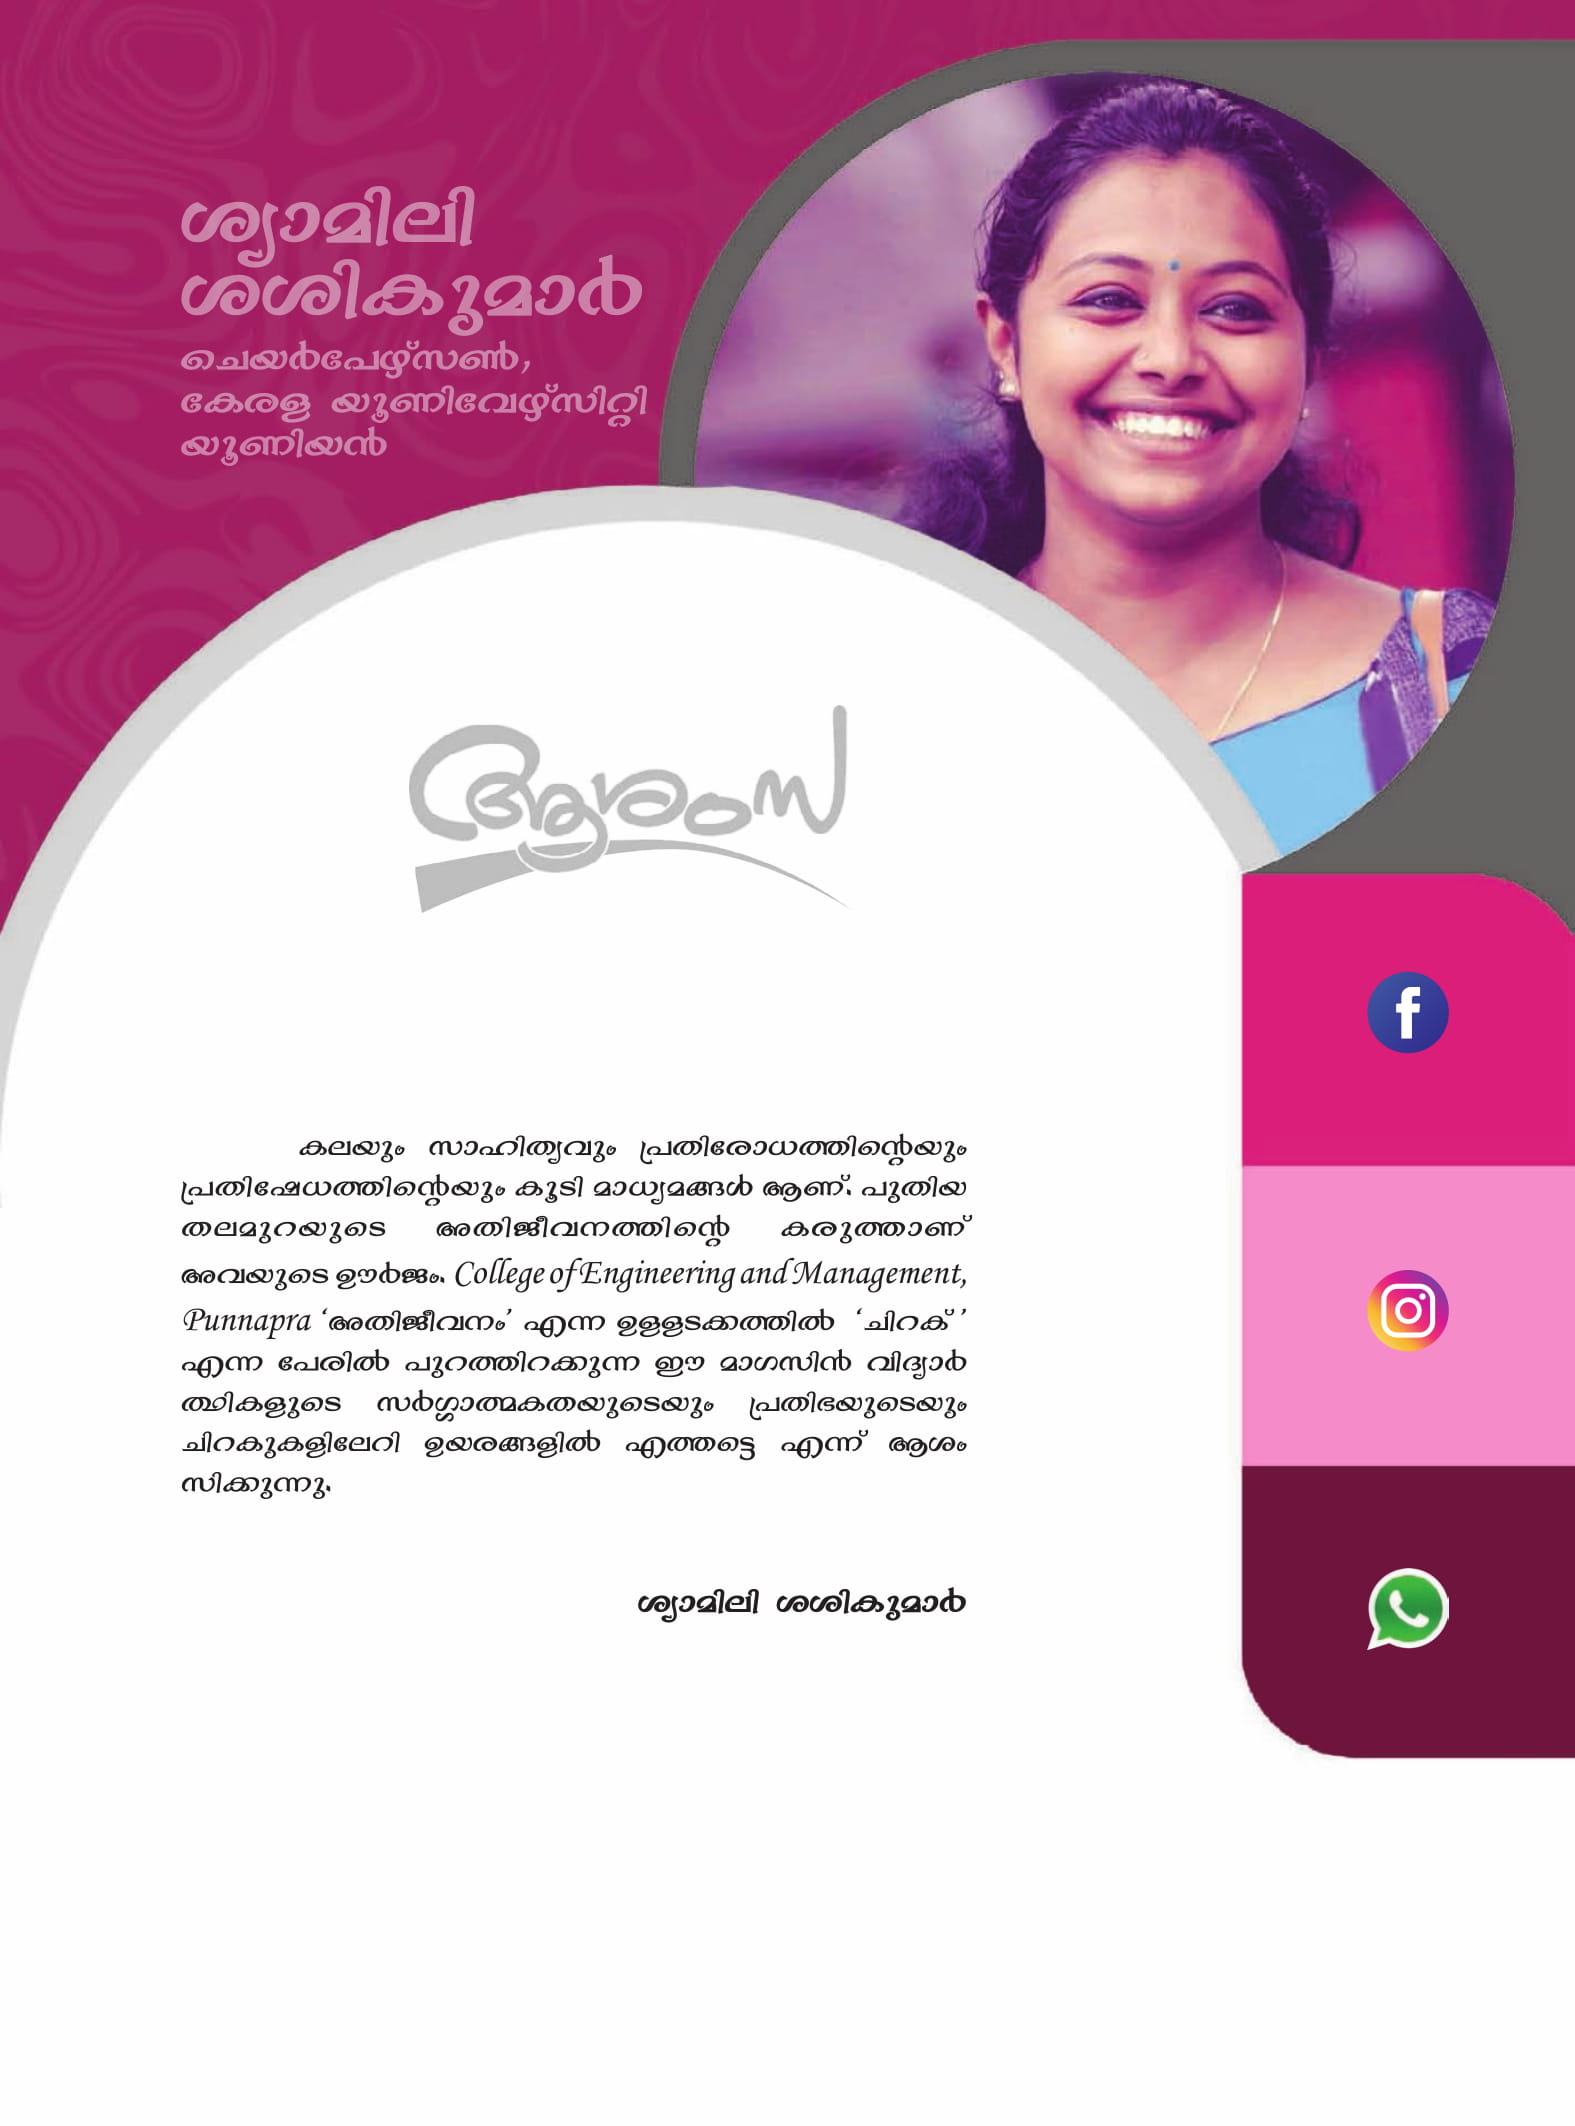 ശ്യാമിലി
ശശികുമാർ
ചെയർപേഴ്സൺ,
കേരള യൂണിവേഴ്സിറ്റി
യൂണിയൻ
ആശംസ
കലയും സാഹിത്യവും പ്രതിരോധത്തിന്റെയും
പ്രതിഷേധത്തിന്റെയും കൂടി മാധ്യമങ്ങൾ ആണ്. പുതിയ
തലമുറയുടെ അതിജീവനത്തിന്റെ കരുത്താണ്
അവയുടെ ഊർജം. College of Engineering and Management,
Punnapra ‘അതിജീവനം’ എന്ന ഉള്ളടക്കത്തിൽ ‘ചിറക്’
എന്ന പേരിൽ പുറത്തിറക്കുന്ന ഈ മാഗസിൻ വിദ്യാർ
ത്ഥികളുടെ സർഗ്ഗാത്മകതയുടെയും പ്രതിഭയുടെയും
ചിറകുകളിലേറി ഉയരങ്ങളിൽ എത്തട്ടെ എന്ന് ആശം
സിക്കുന്നു.
ശ്യാമിലി ശശികുമാർ